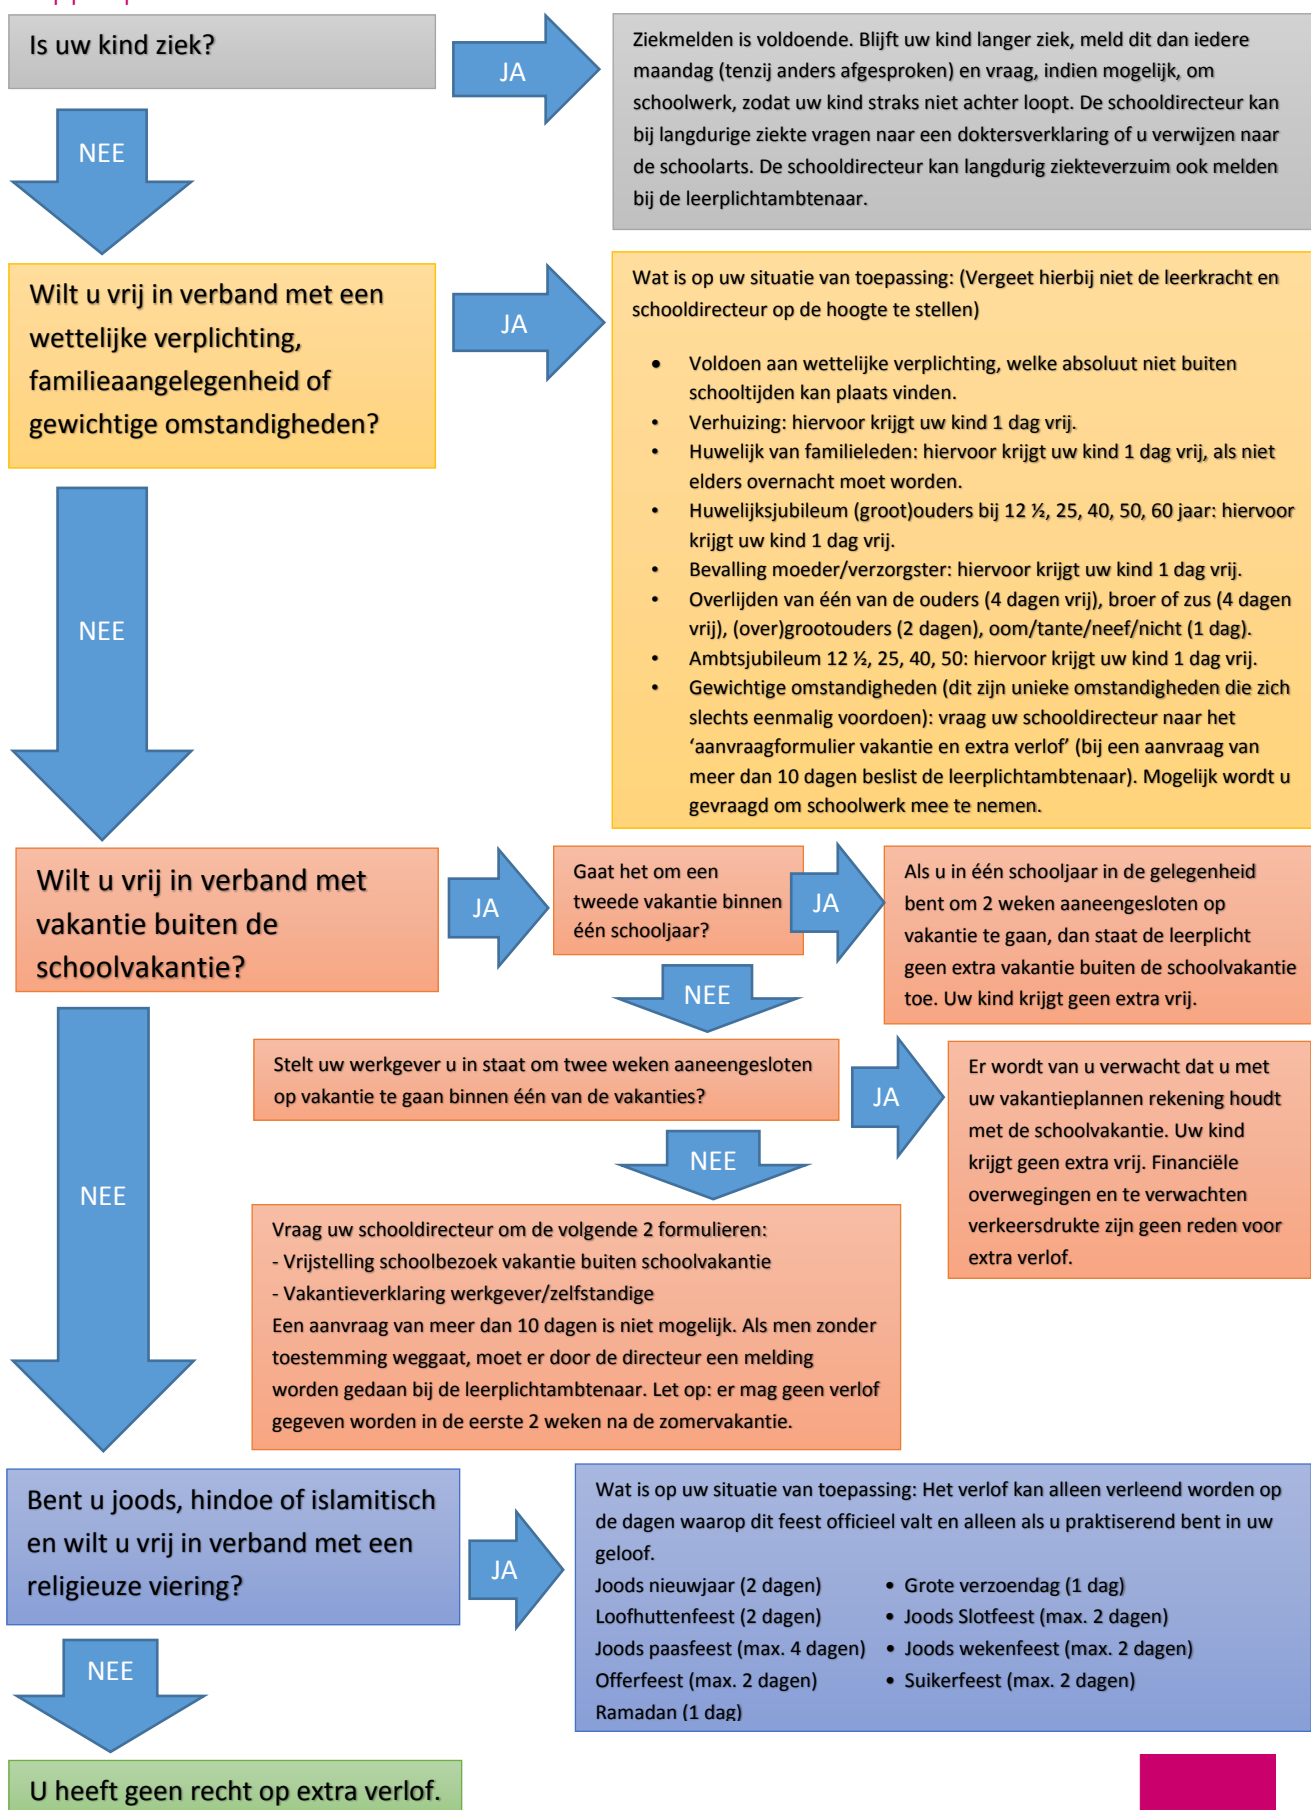 Is uw kind ziek?
JA
Ziekmelden is voldoende. Blijft uw kind langer ziek, meld dit dan iedere
maandag (tenzij anders afgesproken) en vraag, indien mogelijk, om
schoolwerk, zodat uw kind straks niet achter loopt. De schooldirecteur kan
bij langdurige ziekte vragen naar een doktersverklaring of u verwijzen naar
de schoolarts. De schooldirecteur kan langdurig ziekteverzuim ook melden
bij de leerplichtambtenaar.
NEE
Wilt u vrij in verband met een
wettelijke verplichting,
familieaangelegenheid of
gewichtige omstandigheden?
JA
Wat is op uw situatie van toepassing: (Vergeet hierbij niet de leerkracht en
schooldirecteur op de hoogte te stellen)
• Voldoen aan wettelijke verplichting, welke absoluut niet buiten
schooltijden kan plaats vinden.
• Verhuizing: hiervoor krijgt uw kind 1 dag vrij.
• Huwelijk van familieleden: hiervoor krijgt uw kind 1 dag vrij, als niet
elders overnacht moet worden.
• Huwelijksjubileum (groot)ouders bij 12 ½, 25, 40, 50, 60 jaar: hiervoor
krijgt uw kind 1 dag vrij.
• Bevalling moeder/verzorgster: hiervoor krijgt uw kind 1 dag vrij.
• Overlijden van één van de ouders (4 dagen vrij), broer of zus (4 dagen
vrij), (over)grootouders (2 dagen), oom/tante/neef/nicht (1 dag).
• Ambtsjubileum 12 ½, 25, 40, 50: hiervoor krijgt uw kind 1 dag vrij.
• Gewichtige omstandigheden (dit zijn unieke omstandigheden die zich
slechts eenmalig voordoen): vraag uw schooldirecteur naar het
‘aanvraagformulier vakantie en extra verlof’ (bij een aanvraag van
meer dan 10 dagen beslist de leerplichtambtenaar). Mogelijk wordt u
gevraagd om schoolwerk mee te nemen.
NEE
Wilt u vrij in verband met
vakantie buiten de
schoolvakantie?
JA
Gaat het om een
tweede vakantie binnen
één schooljaar?
JA
Als u in één schooljaar in de gelegenheid
bent om 2 weken aaneengesloten op
vakantie te gaan, dan staat de leerplicht
geen extra vakantie buiten de schoolvakantie
toe. Uw kind krijgt geen extra vrij.
NEE
Stelt uw werkgever u in staat om twee weken aaneengesloten
op vakantie te gaan binnen één van de vakanties?
JA
Er wordt van u verwacht dat u met
uw vakantieplannen rekening houdt
met de schoolvakantie. Uw kind
krijgt geen extra vrij. Financiële
overwegingen en te verwachten
verkeersdrukte zijn geen reden voor
extra verlof.
NEE
Vraag uw schooldirecteur om de volgende 2 formulieren:
- Vrijstelling schoolbezoek vakantie buiten schoolvakantie
- Vakantieverklaring werkgever/zelfstandige
Een aanvraag van meer dan 10 dagen is niet mogelijk. Als men zonder
toestemming weggaat, moet er door de directeur een melding
worden gedaan bij de leerplichtambtenaar. Let op: er mag geen verlof
gegeven worden in de eerste 2 weken na de zomervakantie.
NEE
Bent u joods, hindoe of islamitisch
en wilt u vrij in verband met een
religieuze viering?
JA
Wat is op uw situatie van toepassing: Het verlof kan alleen verleend worden op
de dagen waarop dit feest officieel valt en alleen als u praktiserend bent in uw
geloof.
Joods nieuwjaar (2 dagen) • Grote verzoendag (1 dag)
Loofhuttenfeest (2 dagen) • Joods Slotfeest (max. 2 dagen)
Joods paasfeest (max. 4 dagen) • Joods wekenfeest (max. 2 dagen)
Offerfeest (max. 2 dagen) • Suikerfeest (max. 2 dagen)
Ramadan (1 dag)
NEE
U heeft geen recht op extra verlof.